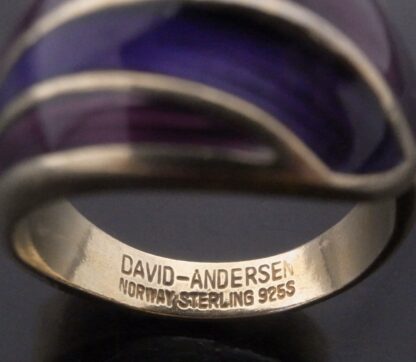 DAVID-ANDERSEN
NORWAY STERLING 925S